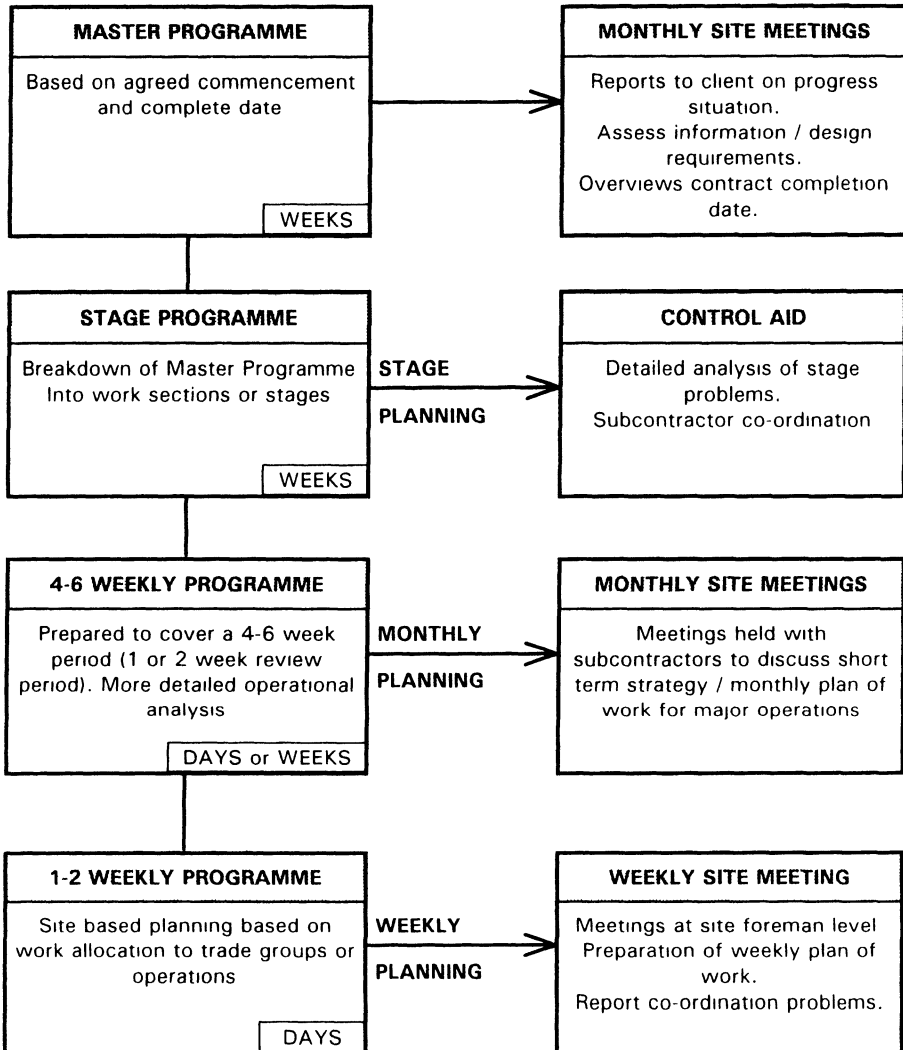 MASTER PROGRAMME
Based on agreed commencement
and complete date
WEEKS
MONTHLY SITE MEETINGS
Reports to client on progress
situation.
Assess information / design
requirements.
Overviews contract completion
date.
STAGE PROGRAMME
Breakdown of Master Programme
Into work sections or stages
WEEKS
STAGE
PLANNING
CONTROL AID
Detailed analysis of stage
problems.
Subcontractor co-ordination
4-6 WEEKLY PROGRAMME
Prepared to cover a 4-6 week
period (1 or 2 week review
period). More detailed operational
analysis
DAYS or WEEKS
MONTHLY
PLANNING
MONTHLY SITE MEETINGS
Meetings held with
subcontractors to discuss short
term strategy / monthly plan of
work for major operations
1-2 WEEKLY PROGRAMME
Site based planning based on
work allocation to trade groups or
operations
DAYS
WEEKLY
PLANNING
WEEKLY SITE MEETING
Meetings at site foreman level
Preparation of weekly plan of
work.
Report co-ordination problems.